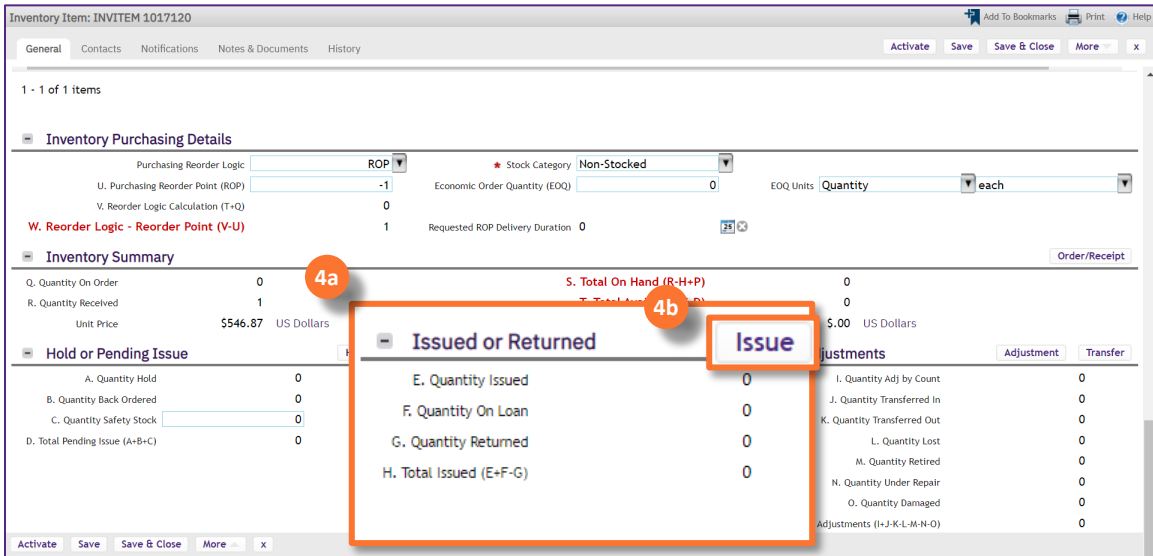 Inventory Item: INVITEM 1017120 Add To Bookmarks Print Help
General Contacts Notifications Notes & Documents History Activate Save Save & Close More x
1 - 1 of 1 items
Inventory Purchasing Details
Purchasing Reorder Logic ROP * Stock Category Non-Stocked
U. Purchasing Reorder Point (ROP) -1 Economic Order Quantity (EOQ) 0 EOQ Units Quantity each
V. Reorder Logic Calculation (T+Q) 0
W. Reorder Logic - Reorder Point (V-U) 1 Requested ROP Delivery Duration 0 25
Inventory Summary Order/Receipt
Q. Quantity On Order 0 S. Total On Hand (R-H+P) 0
R. Quantity Received 1 0
Unit Price $546.87 US Dollars $.00 US Dollars
4a
4b
Hold or Pending Issue
A. Quantity Hold 0
B. Quantity Back Ordered 0
C. Quantity Safety Stock 0
D. Total Pending Issue (A+B+C) 0
Issued or Returned Issue
E. Quantity Issued 0
F. Quantity On Loan 0
G. Quantity Returned 0
H. Total Issued (E+F-G) 0
Adjustment Transfer
I. Quantity Adj by Count 0
J. Quantity Transferred In 0
K. Quantity Transferred Out 0
L. Quantity Lost 0
M. Quantity Retired 0
N. Quantity Under Repair 0
O. Quantity Damaged 0
Adjustments (I+J-K-L-M-N-O) 0
Activate Save Save & Close More x